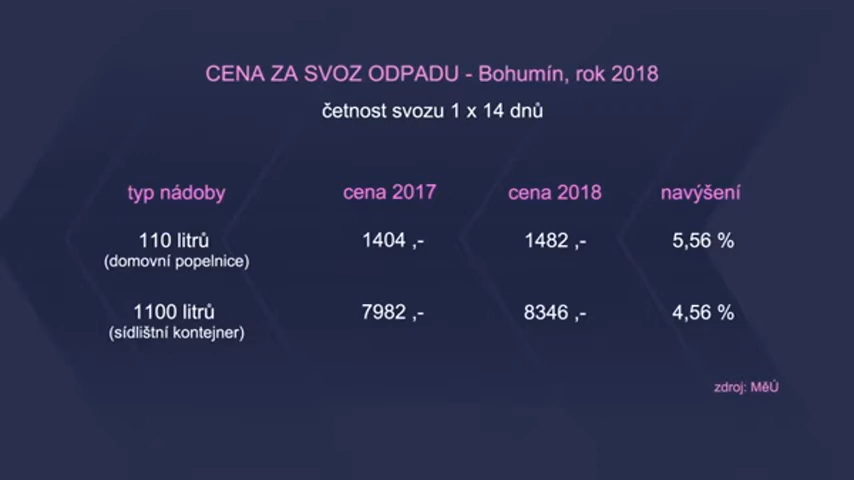 CENA ZA SVOZ ODPADU - Bohumín, rok 2018
četnost svozu 1 x 14 dnů
typ nádoby cena 2017 cena 2018 navýšení
110 litrů 1404 ,- 1482 ,- 5,56 %
(domovní popelnice)
1100 litrů 7982 ,- 8346 ,- 4,56 %
(sídlištní kontejner)
zdroj: MěÚ